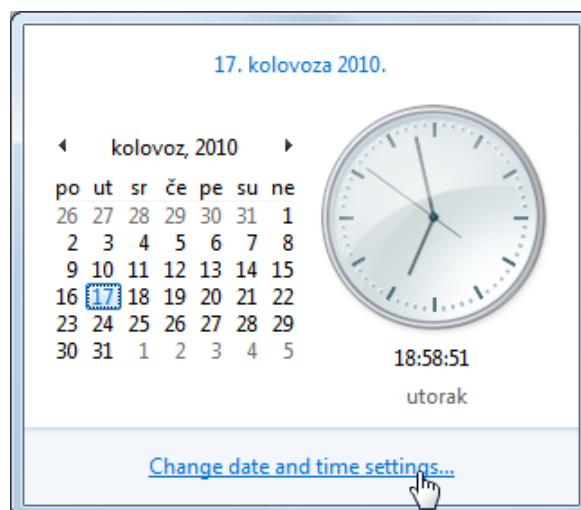 17. kolovoza 2010.
kolovoz, 2010
po ut sr če pe su ne
26 27 28 29 30 31 1
2 3 4 5 6 7 8
9 10 11 12 13 14 15
16 17 18 19 20 21 22
23 24 25 26 27 28 29
30 31 1 2 3 4 5
18:58:51
utorak
Change date and time settings...